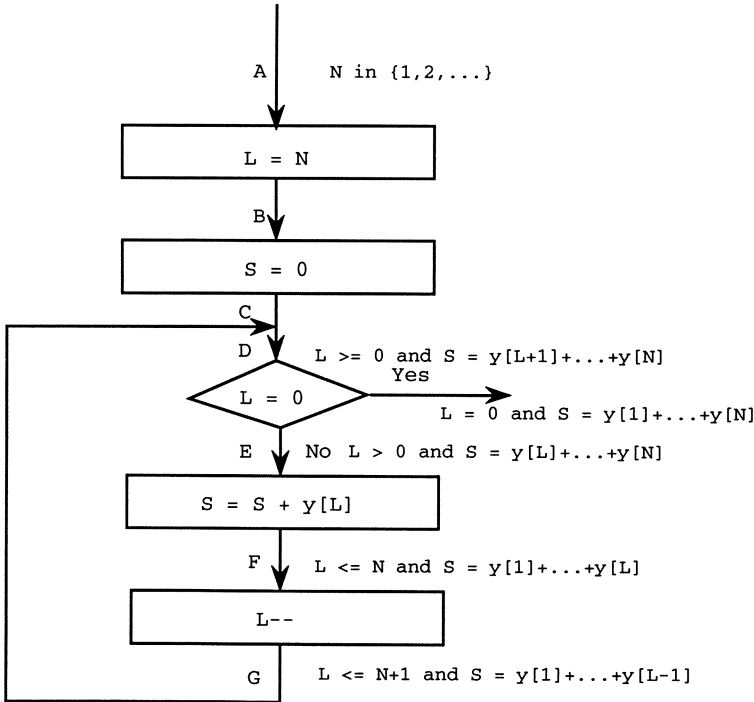 A N in {1,2,...}
L = N
B
S = 0
C
D L >= 0 and S = y[L+1]+...+y[N]
Yes
L = 0
L = 0 and S = y[1]+...+y[N]
E No L > 0 and S = y[L]+...+y[N]
S = S + y[L]
F L <= N and S = y[1]+...+y[L]
L--
G L <= N+1 and S = y[1]+...+y[L-1]